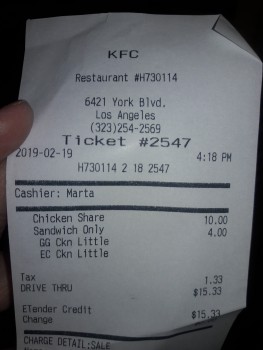 KFC
Restaurant #H730114
6421 York Blvd.
Los Angeles
(323)254-2569
Ticket #2547
2019-02-19 4:18 PM
H730114 2 18 2547
Cashier: Marta
Chicken Share 10.00
Sandwich Only 4.00
GG Ckn Little
EC Ckn Little
Tax 1.33
DRIVE THRU $15.33
ETender Credit $15.33
Change
CHARGE DETAIL:SALE